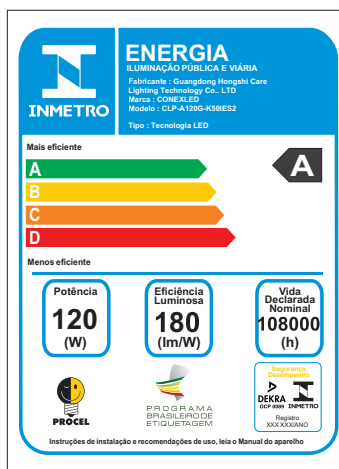 INMETRO
ENERGIA
ILUMINAÇÃO PÚBLICA E VIÁRIA
Fabricante : Guangdong Hongshi Care
Lighting Technology Co.. LTD
Marca : CONEXLED
Modelo : CLP-A120G-K50IES2
Tipo : Tecnologia LED
Mais eficiente
A
B
C
D
A
Menos eficiente
Potência
120
(W)
Eficiência
Luminosa
180
(lm/W)
Vida
Declarada
Nominal
108000
(h)
PROCEL
PROGRAMA
BRASILEIRO DE
ETIQUETAGEM
Segurança
Desempenho
DEKRA
OCP 0089
INMETRO
Registro
XXX XXX/ANO
Instruções de instalação e recomendações de uso, leia o Manual do aparelho